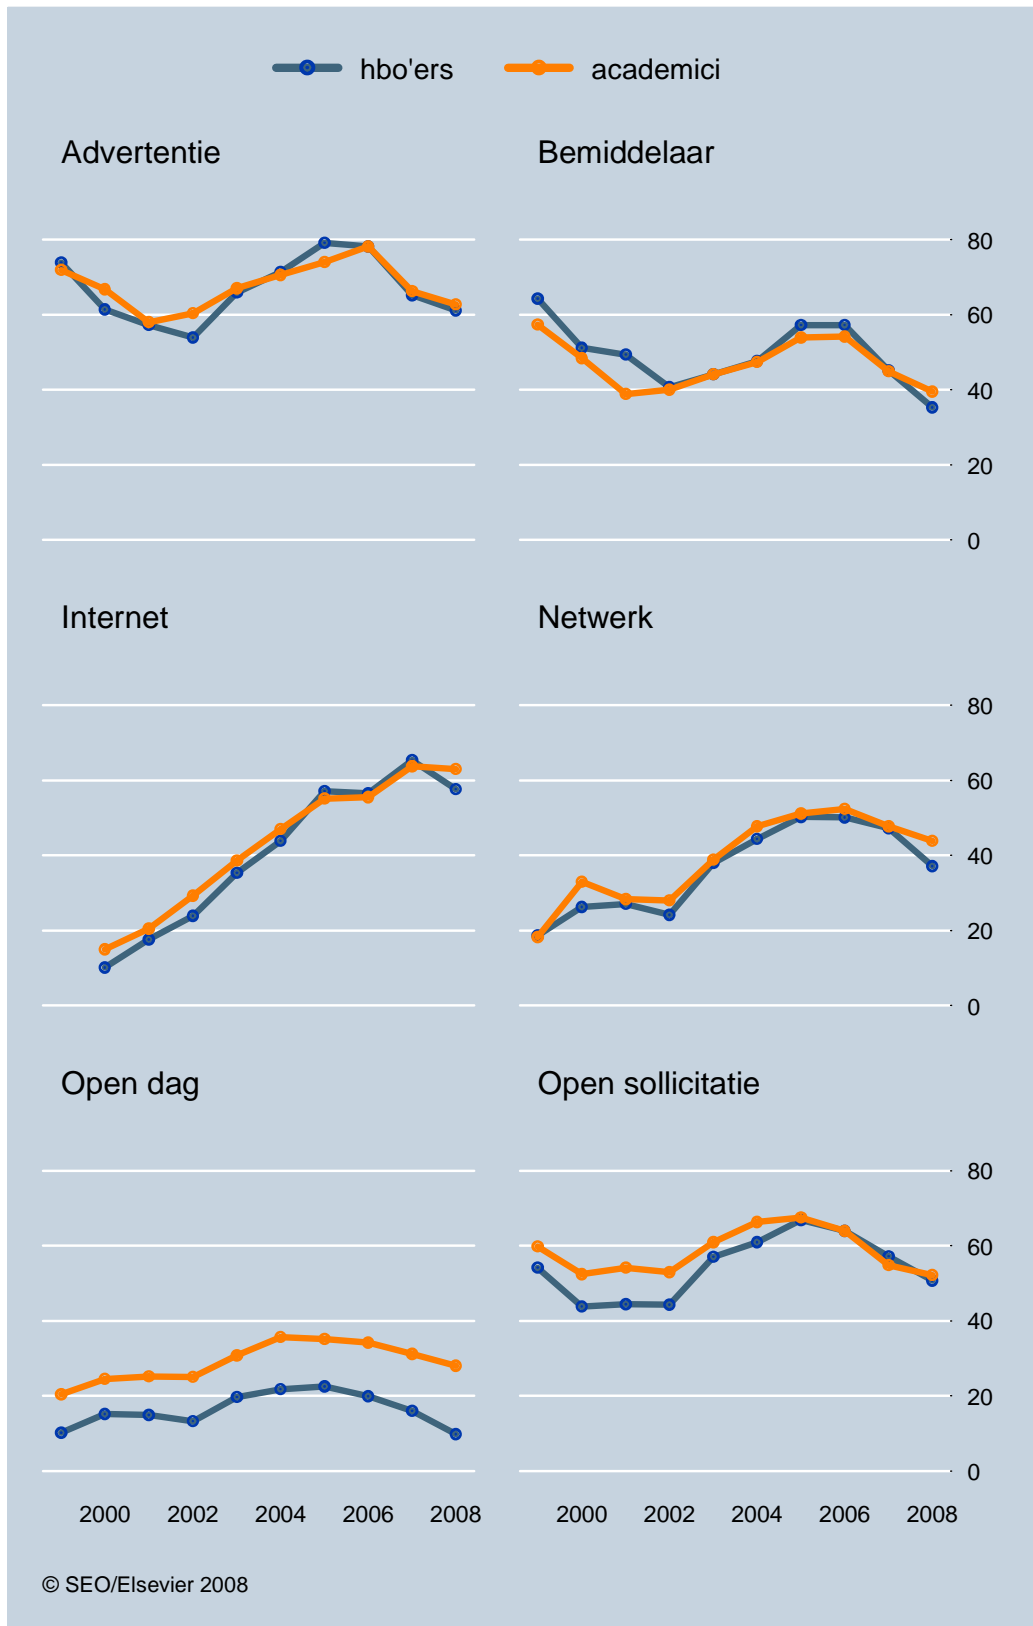 hbo'ers academici
Advertentie Bemiddelaar
80
60
40
20
0
Internet Netwerk
80
60
40
20
0
Open dag Open sollicitatie
80
60
40
20
0
2000 2002 2004 2006 2008 2000 2002 2004 2006 2008
© SEO/Elsevier 2008